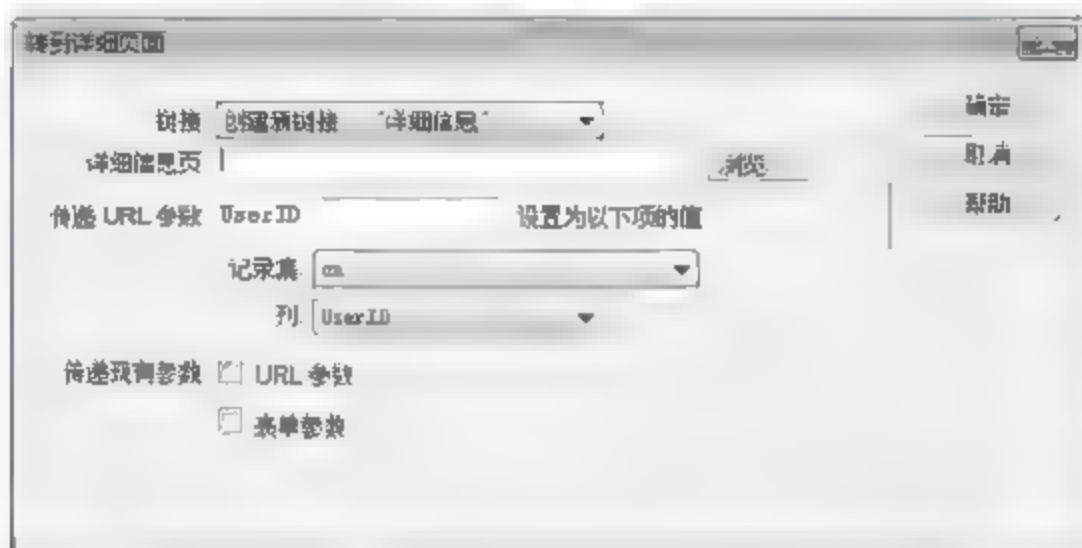 转到详细页面
链接 创建新链接 "详细信息"
确定
详细信息页
浏览
取消
传递 URL 参数 UserID 设置为以下项的值
帮助
记录集
列 UserID
传递现有参数 URL 参数
表单参数